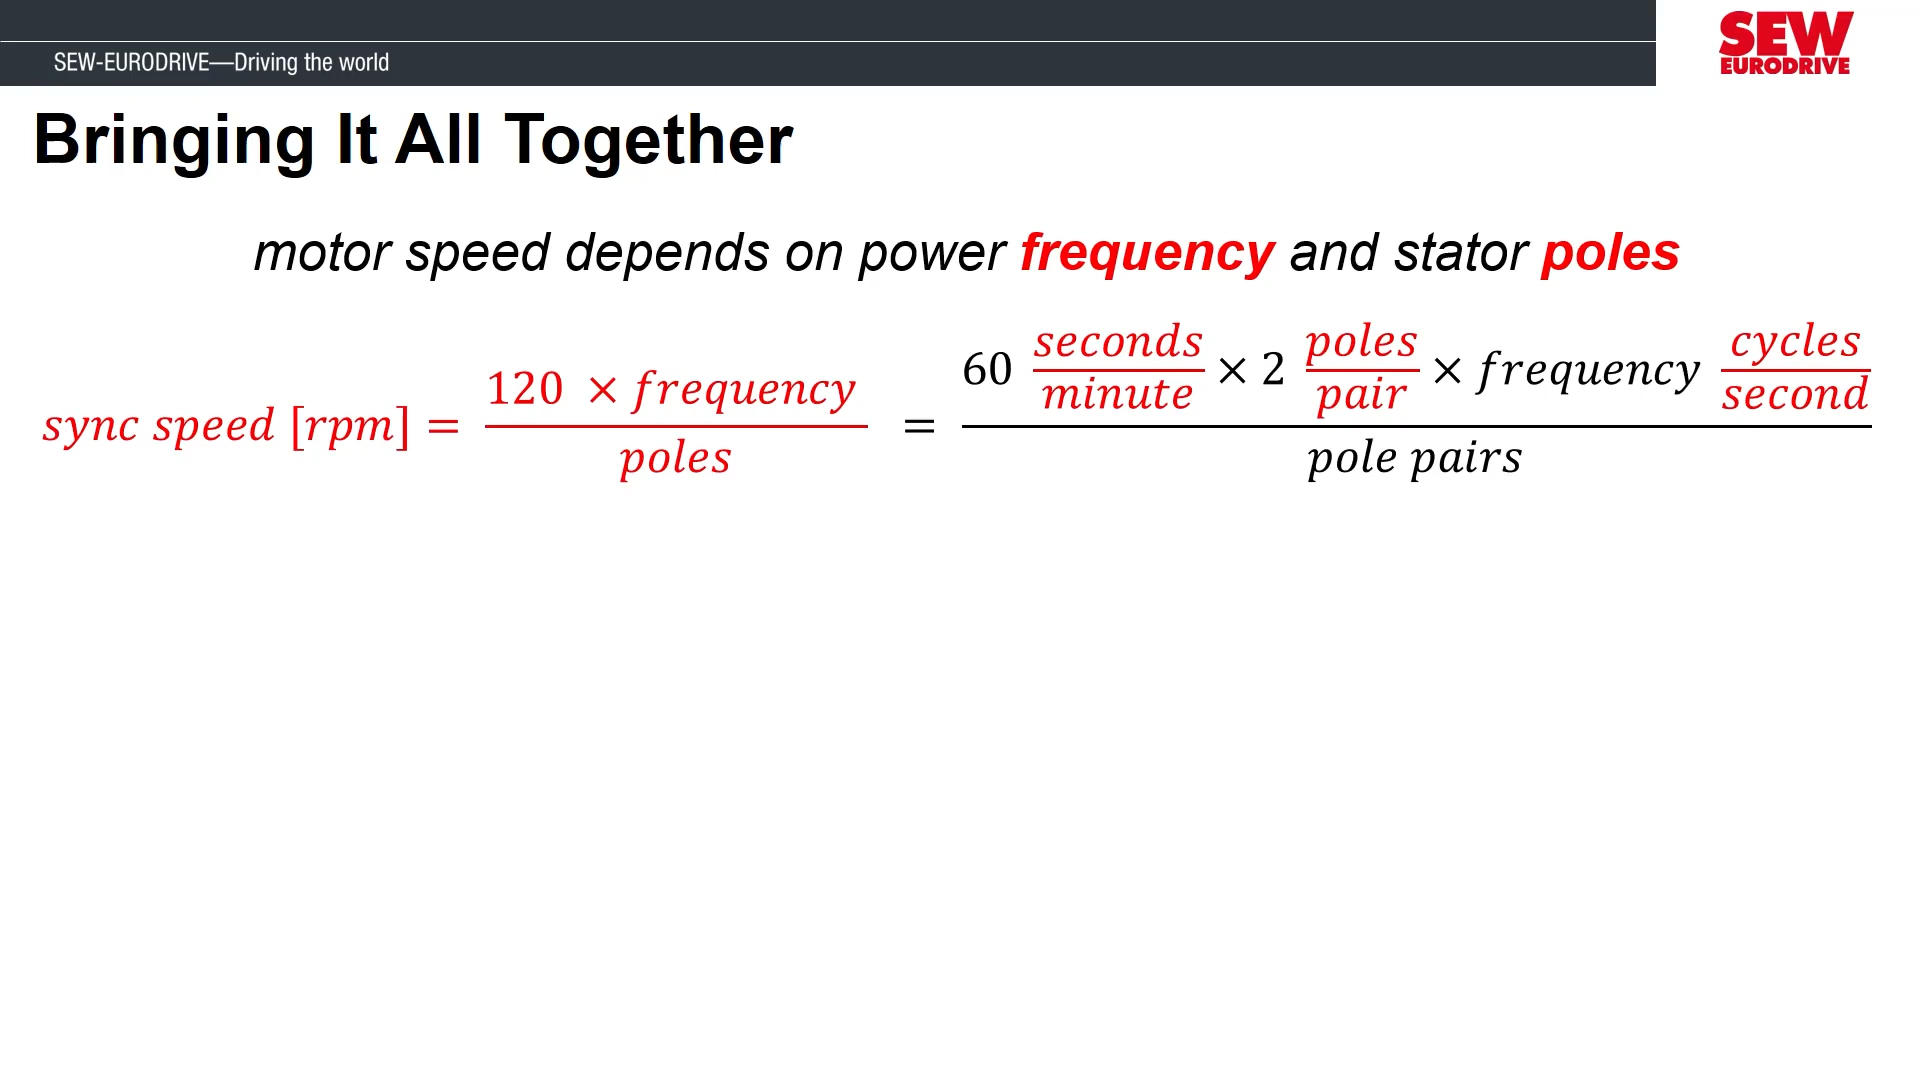 SEW-EURODRIVE—Driving the world
SEW
EURODRIVE
Bringing It All Together
motor speed depends on power frequency and stator poles
sync speed [rpm] = 120 × frequency / poles = 60 seconds/minute × 2 poles/pair × frequency cycles/second / pole pairs